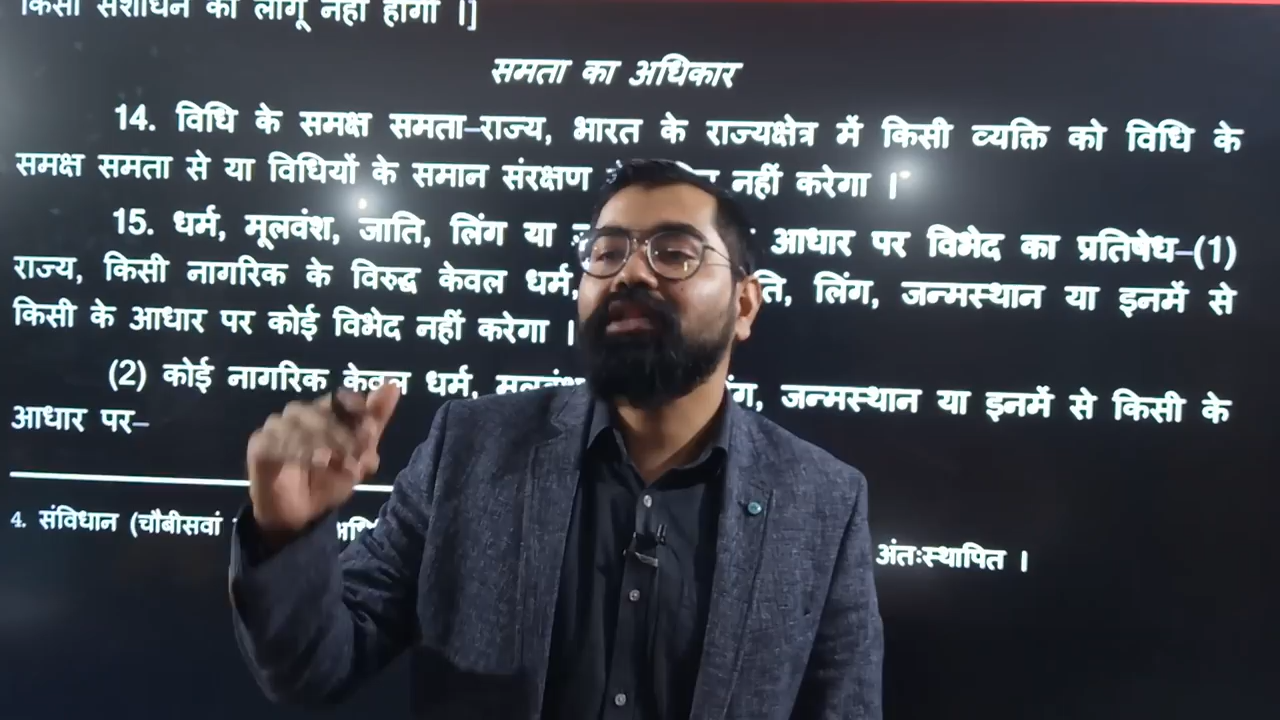 किसी संशोधन को लागू नहीं होगी ।]
समता का अधिकार
14. विधि के समक्ष समता–राज्य, भारत के राज्यक्षेत्र में किसी व्यक्ति को विधि के
समक्ष समता से या विधियों के समान संरक्षण नहीं करेगा ।
15. धर्म, मूलवंश, जाति, लिंग या आधार पर विभेद का प्रतिषेध–(1)
राज्य, किसी नागरिक के विरुद्ध केवल धर्म, लिंग, जन्मस्थान या इनमें से
किसी के आधार पर कोई विभेद नहीं करेगा ।
(2) कोई नागरिक केवल धर्म, मूलवंश जन्मस्थान या इनमें से किसी के
आधार पर–
4. संविधान (चौबीसवां अंतःस्थापित ।